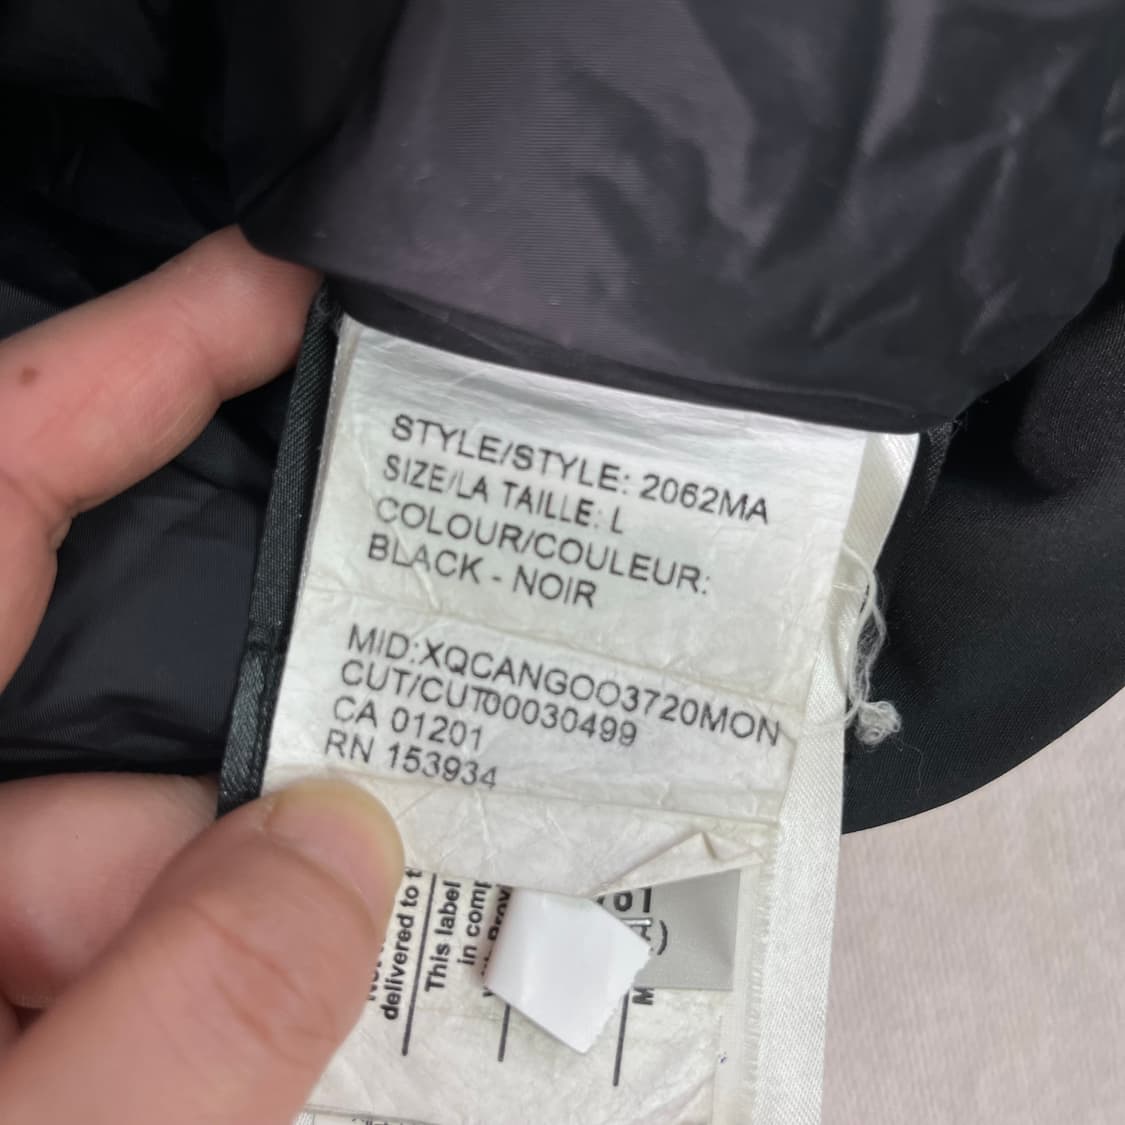 STYLE/STYLE: 2062MA
SIZE/LA TAILLE: L
COLOUR/COULEUR:
BLACK - NOIR
MID:XQCANGOO3720MON
CUT/CUT00030499
CA 01201
RN 153934
delivered to
This label
in